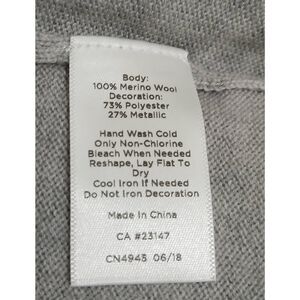 Body:
100% Merino Wool
Decoration:
73% Polyester
27% Metallic
Hand Wash Cold
Only Non-Chlorine
Bleach When Needed
Reshape, Lay Flat To
Dry
Cool Iron If Needed
Do Not Iron Decoration
Made In China
CA #23147
CN4943 06/18